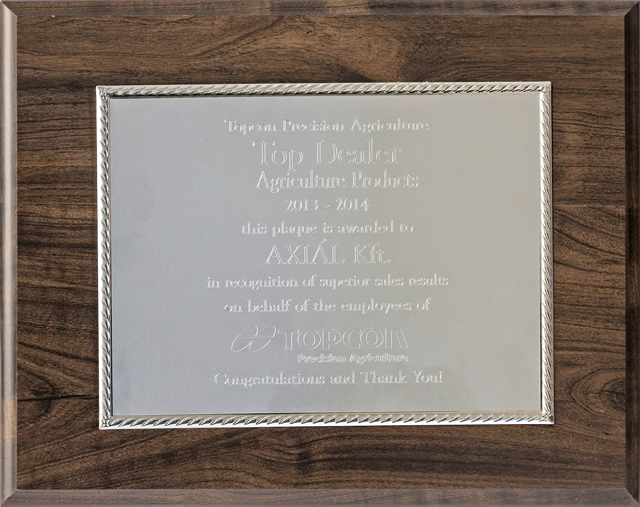 Topcon Precision Agriculture
Top Dealer
Agriculture Products
2013 - 2014
this plaque is awarded to
AXIÁL Kft.
in recognition of superior sales results
on behalf of the employees of
TOPCON
Precision Agriculture
Congratulations and Thank You!